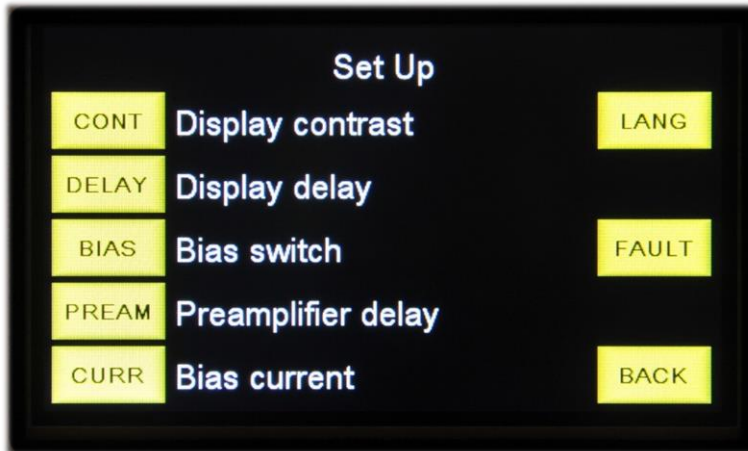 Set Up
CONT Display contrast LANG
DELAY Display delay
BIAS Bias switch FAULT
PREAM Preamplifier delay
CURR Bias current BACK